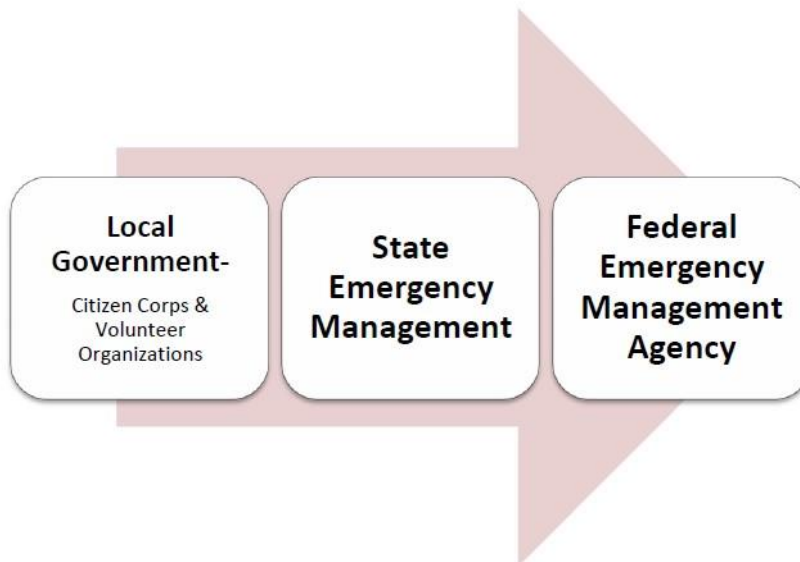 Local
Government-
Citizen Corps &
Volunteer
Organizations
State
Emergency
Management
Federal
Emergency
Management
Agency